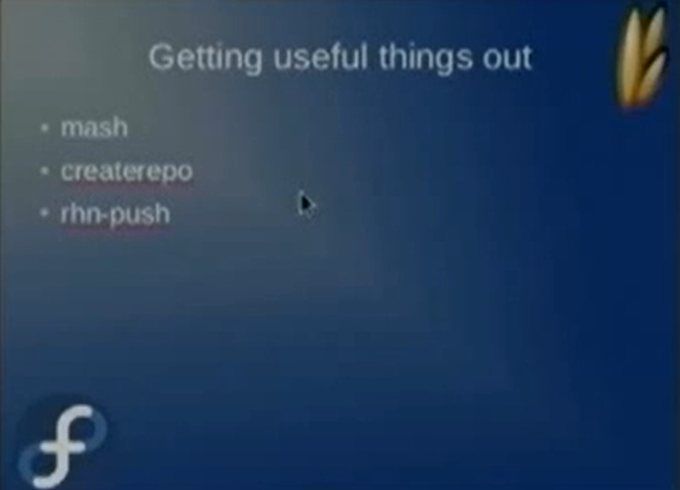 Getting useful things out
• mash
• createrepo
• rhn-push